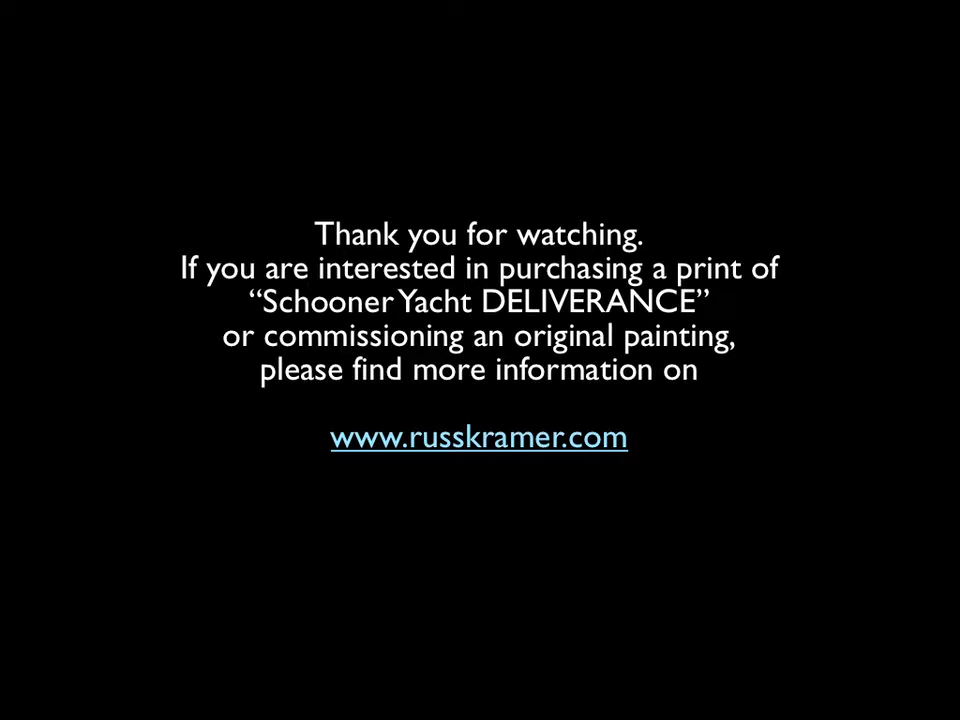 Thank you for watching.
If you are interested in purchasing a print of
“Schooner Yacht DELIVERANCE”
or commissioning an original painting,
please find more information on
www.russkramer.com